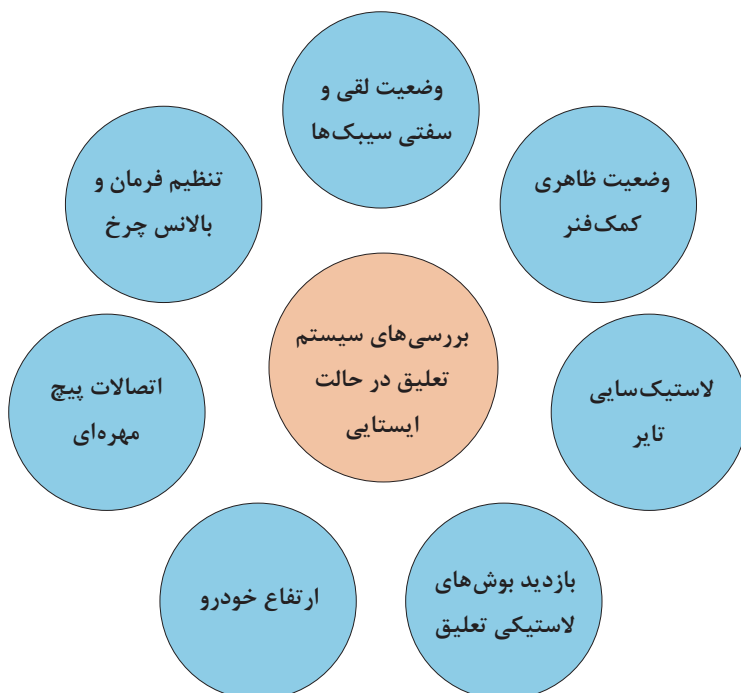 وضعیت لقی و
سفتی سیبک‌ها
وضعیت ظاهری
کمک‌فنر
تنظیم فرمان و
بالانس چرخ
بررسی‌های سیستم
تعلیق در حالت
ایستایی
لاستیک‌سایی
تایر
اتصالات پیچ
مهره‌ای
بازدید بوش‌های
لاستیکی تعلیق
ارتفاع خودرو